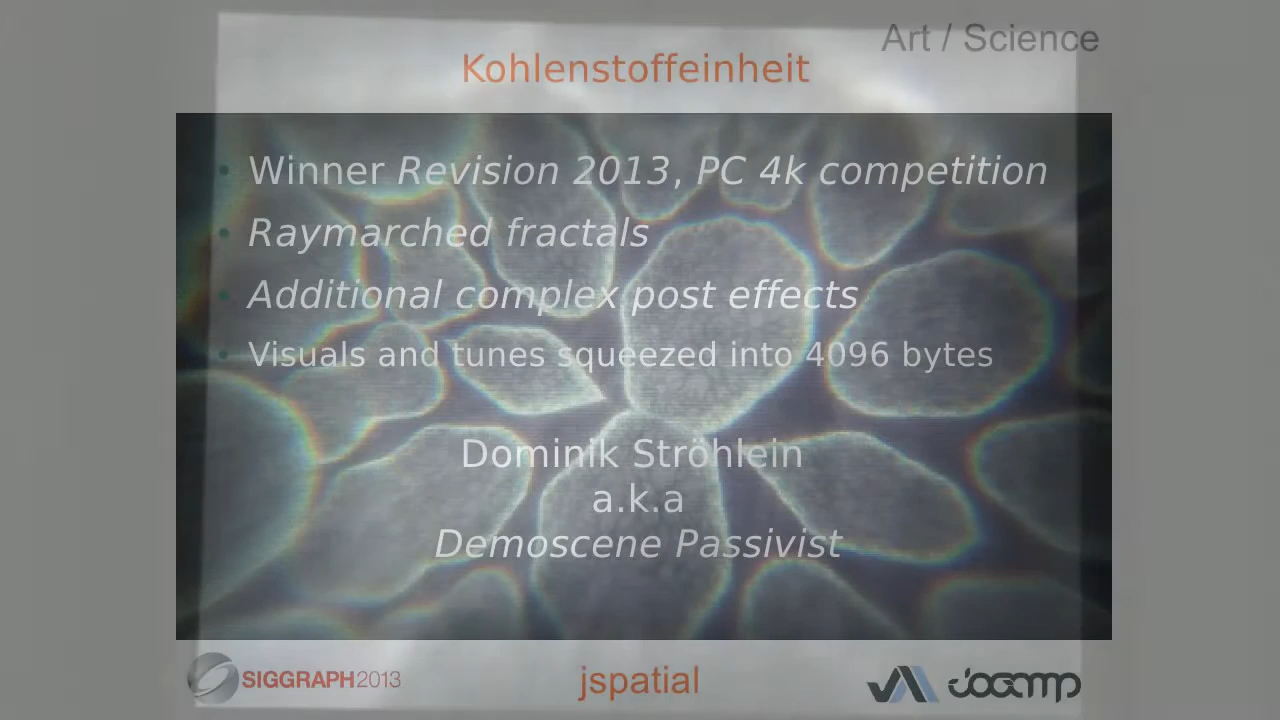 Art / Science
Kohlenstoffeinheit
• Winner Revision 2013, PC 4k competition
• Raymarched fractals
• Additional complex post effects
• Visuals and tunes squeezed into 4096 bytes
Dominik Ströhlein
a.k.a
Demoscene Passivist
SIGGRAPH2013
jspatial
jogamp